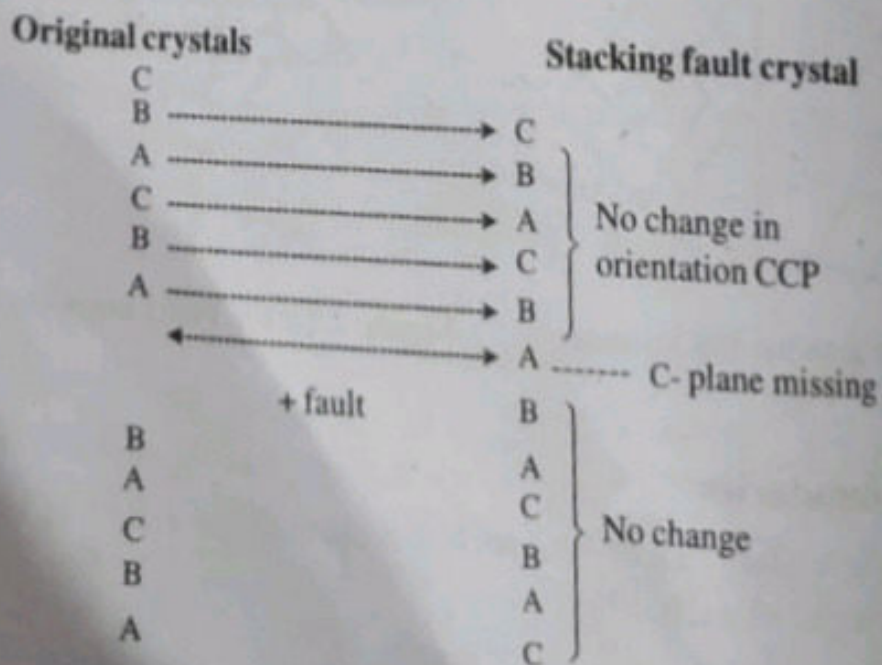 Original crystals
Stacking fault crystal
C
B
C
A
B
C
A
No change in
B
C
orientation CCP
A
B
A ------- C- plane missing
+ fault
B
B
A
A
C
C
No change
B
B
A
A
C